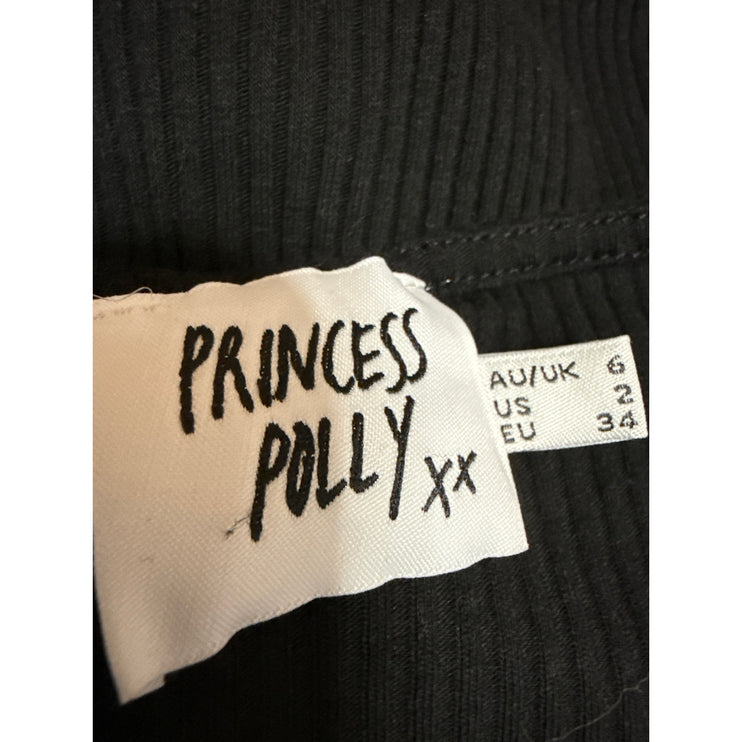 PRINCESS
POLLY xx
AU/UK 6
US 2
EU 34